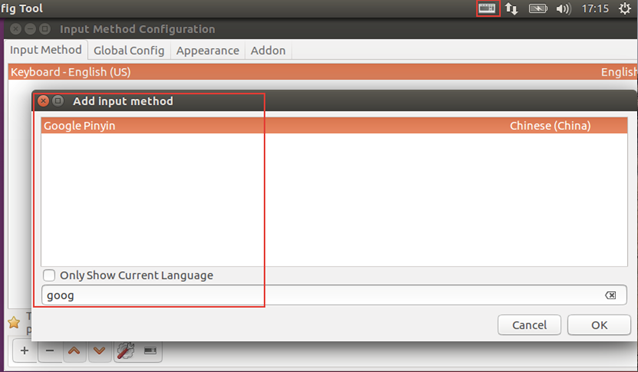 fig Tool
17:15
Input Method Configuration
Input Method Global Config Appearance Addon
Keyboard - English (US) English
Add input method
Google Pinyin Chinese (China)
Only Show Current Language
goog
Cancel OK